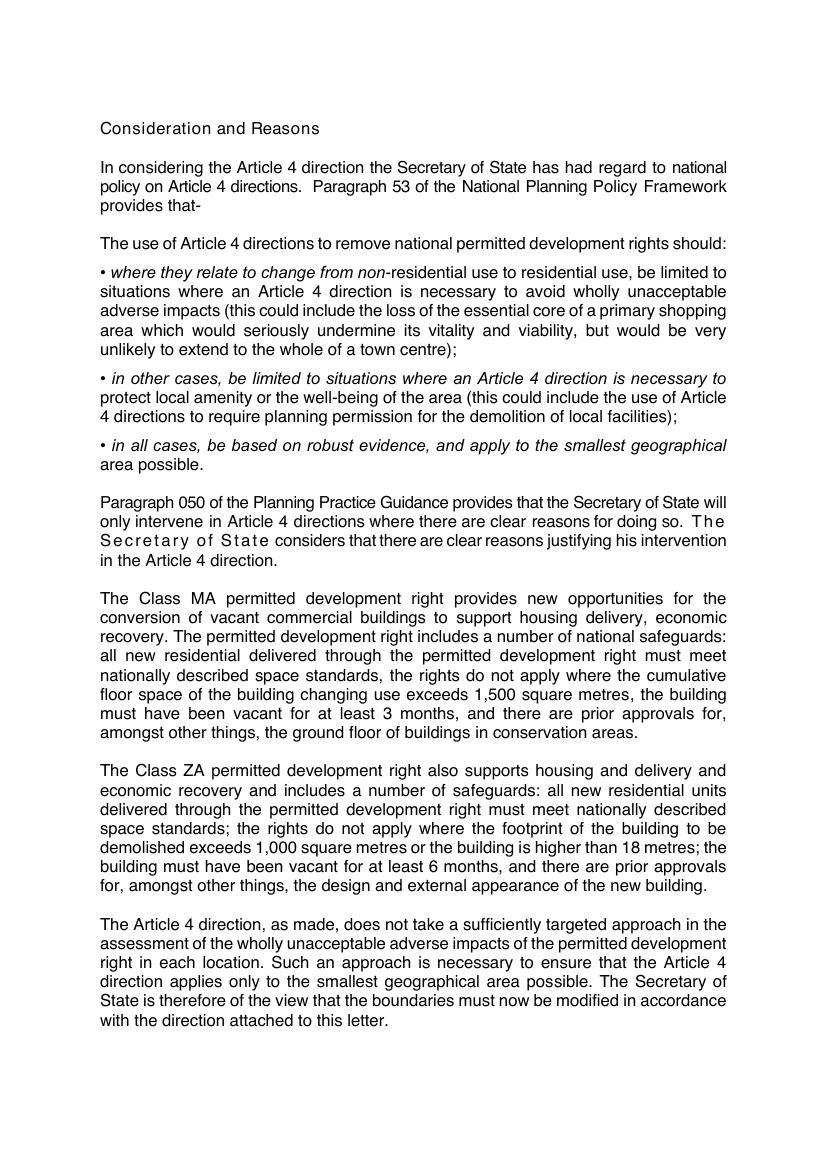 Consideration and Reasons
In considering the Article 4 direction the Secretary of State has had regard to national
policy on Article 4 directions.  Paragraph 53 of the National Planning Policy Framework
provides that-
The use of Article 4 directions to remove national permitted development rights should:
• where they relate to change from non-residential use to residential use, be limited to
situations where an Article 4 direction is necessary to avoid wholly unacceptable
adverse impacts (this could include the loss of the essential core of a primary shopping
area which would seriously undermine its vitality and viability, but would be very
unlikely to extend to the whole of a town centre);
• in other cases, be limited to situations where an Article 4 direction is necessary to
protect local amenity or the well-being of the area (this could include the use of Article
4 directions to require planning permission for the demolition of local facilities);
• in all cases, be based on robust evidence, and apply to the smallest geographical
area possible.
Paragraph 050 of the Planning Practice Guidance provides that the Secretary of State will
only intervene in Article 4 directions where there are clear reasons for doing so.  The
Secretary of State considers that there are clear reasons justifying his intervention
in the Article 4 direction.
The Class MA permitted development right provides new opportunities for the
conversion of vacant commercial buildings to support housing delivery, economic
recovery. The permitted development right includes a number of national safeguards:
all new residential delivered through the permitted development right must meet
nationally described space standards, the rights do not apply where the cumulative
floor space of the building changing use exceeds 1,500 square metres, the building
must have been vacant for at least 3 months, and there are prior approvals for,
amongst other things, the ground floor of buildings in conservation areas.
The Class ZA permitted development right also supports housing and delivery and
economic recovery and includes a number of safeguards: all new residential units
delivered through the permitted development right must meet nationally described
space standards; the rights do not apply where the footprint of the building to be
demolished exceeds 1,000 square metres or the building is higher than 18 metres; the
building must have been vacant for at least 6 months, and there are prior approvals
for, amongst other things, the design and external appearance of the new building.
The Article 4 direction, as made, does not take a sufficiently targeted approach in the
assessment of the wholly unacceptable adverse impacts of the permitted development
right in each location. Such an approach is necessary to ensure that the Article 4
direction applies only to the smallest geographical area possible. The Secretary of
State is therefore of the view that the boundaries must now be modified in accordance
with the direction attached to this letter.